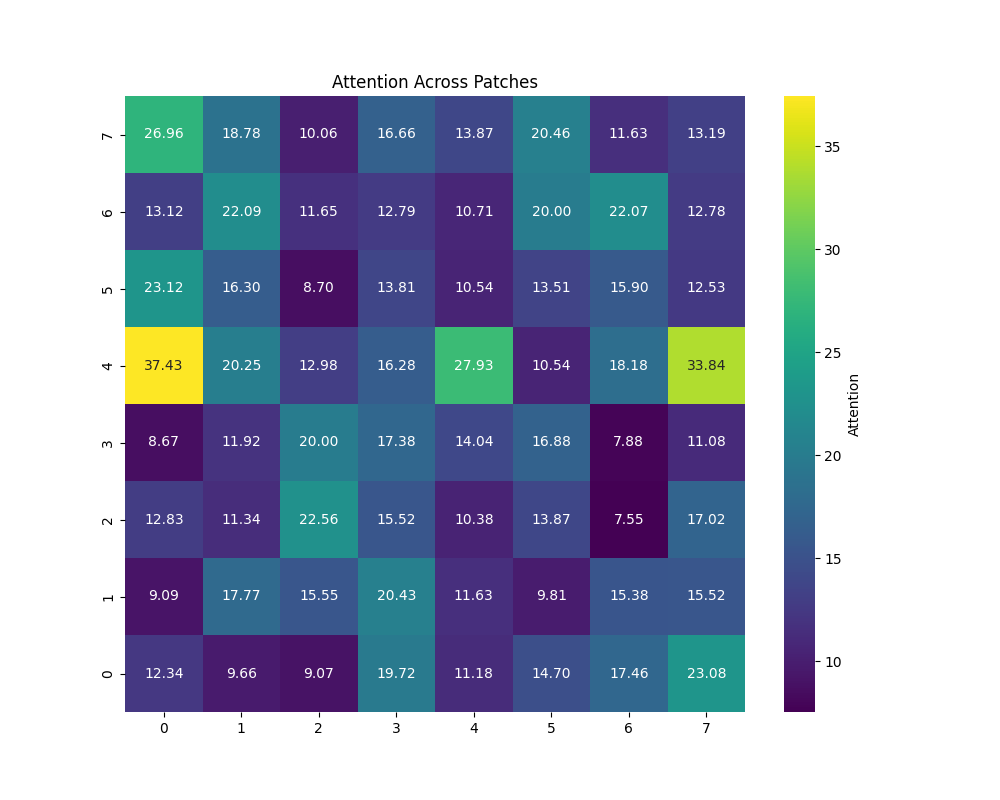 Attention Across Patches
7 26.96 18.78 10.06 16.66 13.87 20.46 11.63 13.19
6 13.12 22.09 11.65 12.79 10.71 20.00 22.07 12.78
5 23.12 16.30 8.70 13.81 10.54 13.51 15.90 12.53
4 37.43 20.25 12.98 16.28 27.93 10.54 18.18 33.84
3 8.67 11.92 20.00 17.38 14.04 16.88 7.88 11.08
2 12.83 11.34 22.56 15.52 10.38 13.87 7.55 17.02
1 9.09 17.77 15.55 20.43 11.63 9.81 15.38 15.52
0 12.34 9.66 9.07 19.72 11.18 14.70 17.46 23.08
0 1 2 3 4 5 6 7
35
30
25
20
15
10
Attention